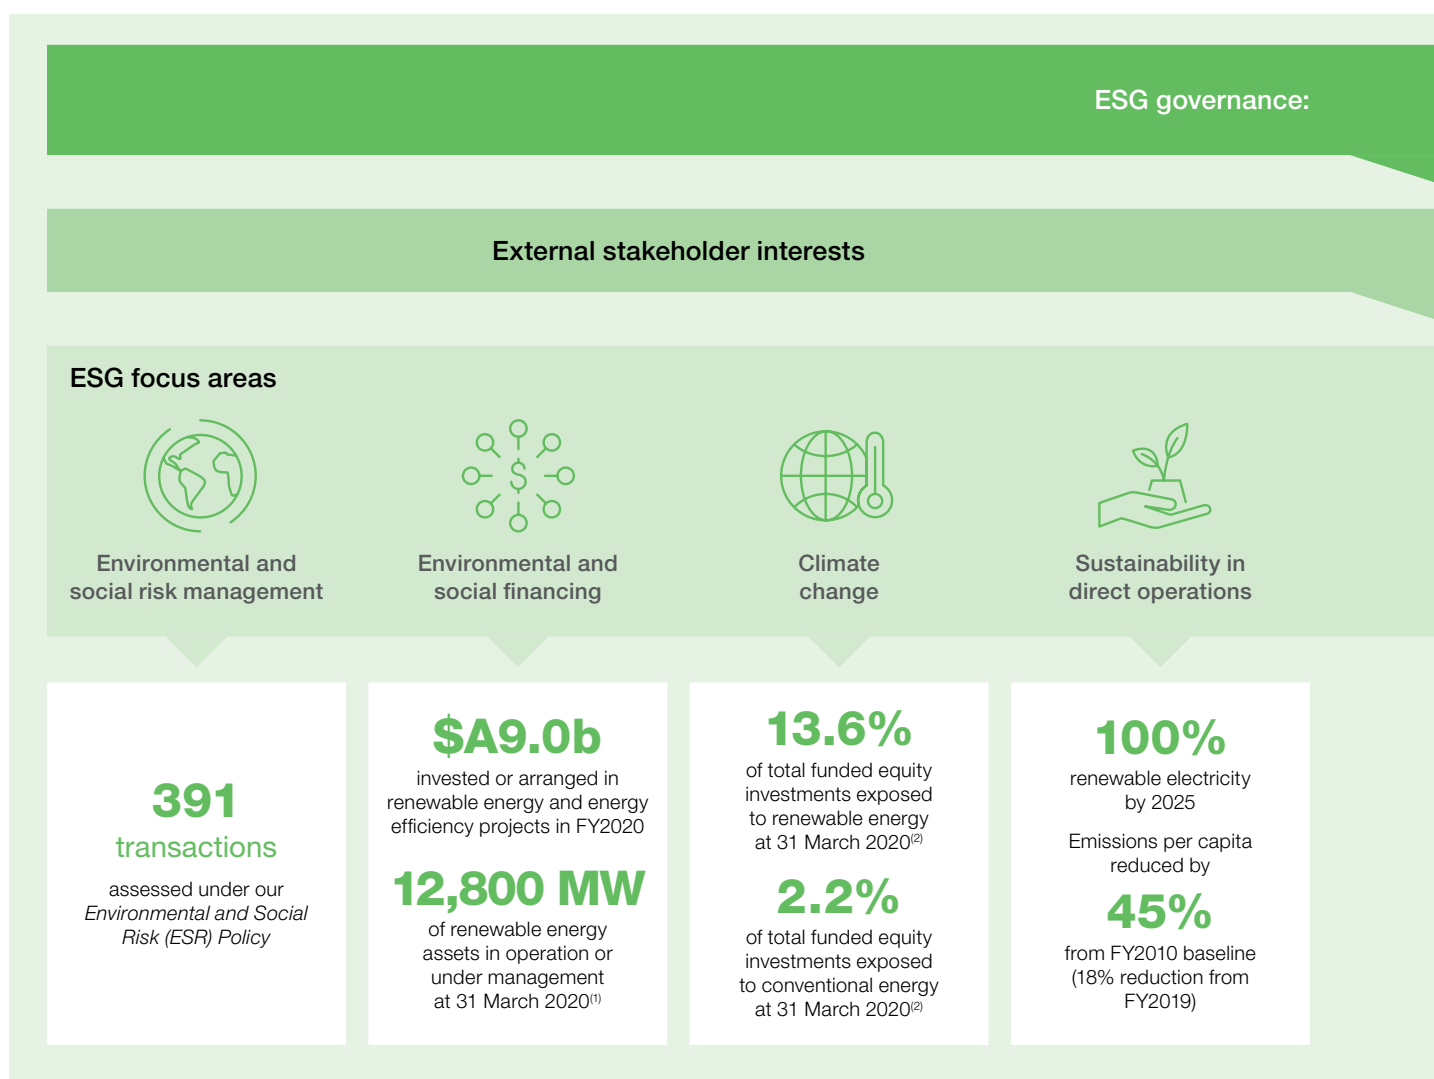 ESG governance:
External stakeholder interests
ESG focus areas
Environmental and
social risk management
Environmental and
social financing
Climate
change
Sustainability in
direct operations
391
transactions
assessed under our
Environmental and Social
Risk (ESR) Policy
$A9.0b
invested or arranged in
renewable energy and energy
efficiency projects in FY2020
12,800 MW
of renewable energy
assets in operation or
under management
at 31 March 2020(1)
13.6%
of total funded equity
investments exposed
to renewable energy
at 31 March 2020(2)
2.2%
of total funded equity
investments exposed
to conventional energy
at 31 March 2020(2)
100%
renewable electricity
by 2025
Emissions per capita
reduced by
45%
from FY2010 baseline
(18% reduction from
FY2019)